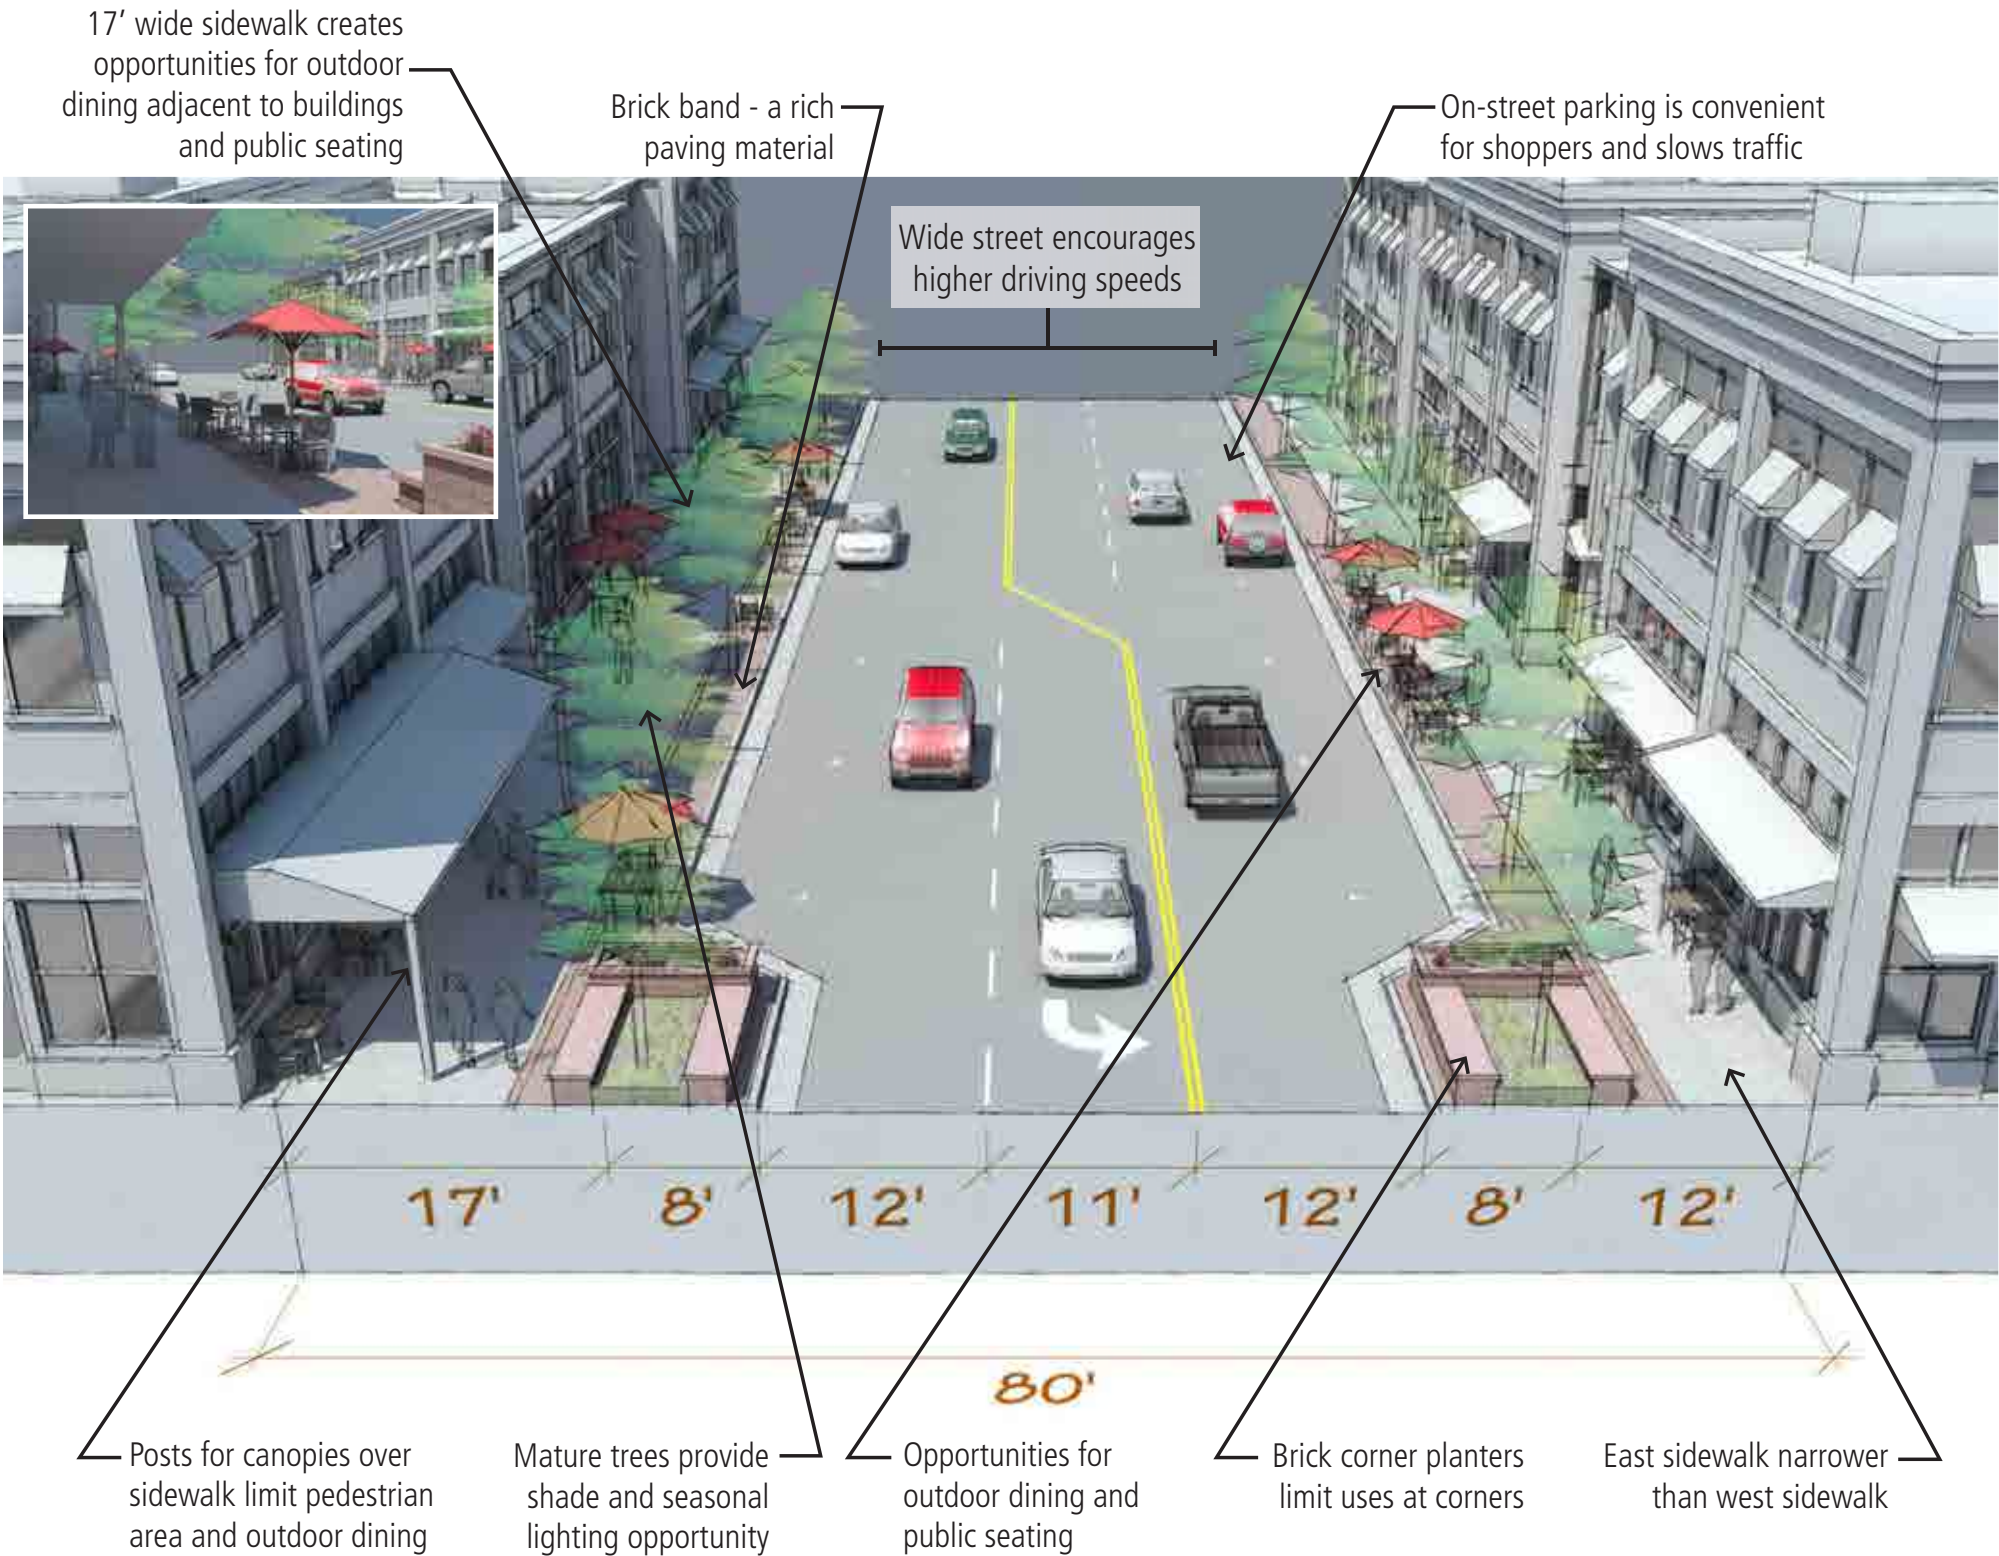 17’ wide sidewalk creates
opportunities for outdoor
dining adjacent to buildings
and public seating
Brick band - a rich
paving material
On-street parking is convenient
for shoppers and slows traffic
Wide street encourages
higher driving speeds
17' 8' 12' 11' 12' 8' 12'
80'
Posts for canopies over
sidewalk limit pedestrian
area and outdoor dining
Mature trees provide
shade and seasonal
lighting opportunity
Opportunities for
outdoor dining and
public seating
Brick corner planters
limit uses at corners
East sidewalk narrower
than west sidewalk